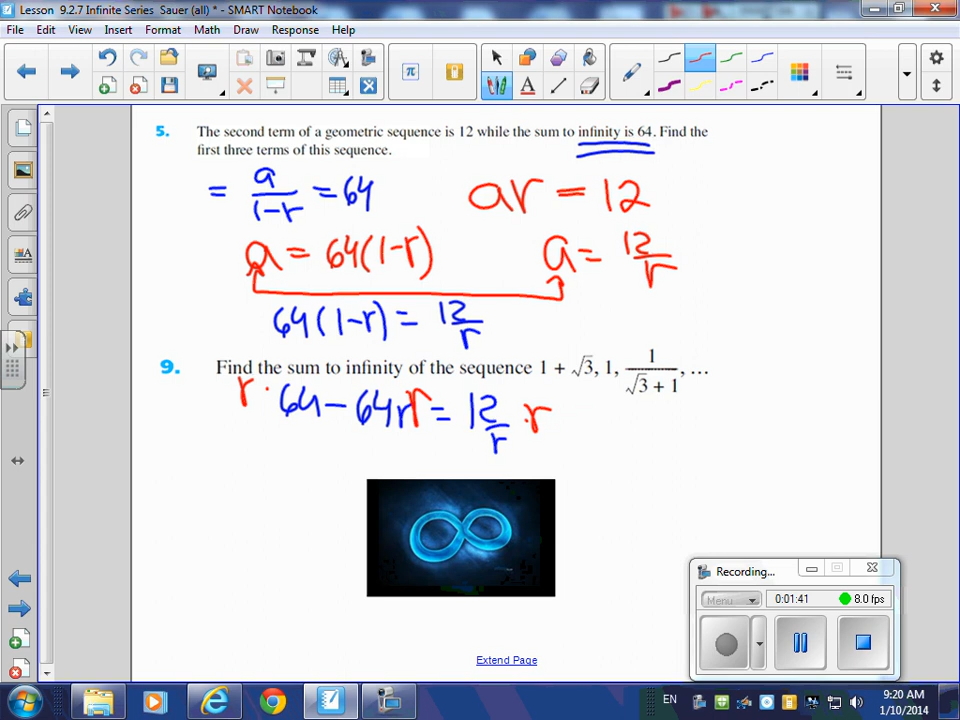 Lesson 9.2.7 Infinite Series Sauer (all) * - SMART Notebook
File Edit View Insert Format Math Draw Response Help
5. The second term of a geometric sequence is 12 while the sum to infinity is 64. Find the
first three terms of this sequence.
= a/(1-r) = 64 ar = 12
a = 64(1-r) a = 12/r
64(1-r) = 12/r
9. Find the sum to infinity of the sequence 1 + √3, 1, 1/(√3 + 1), ...
r · 64 - 64r r = 12/r · r
Extend Page
Recording...
Menu 0:01:41 8.0 fps
EN 9:20 AM
1/10/2014